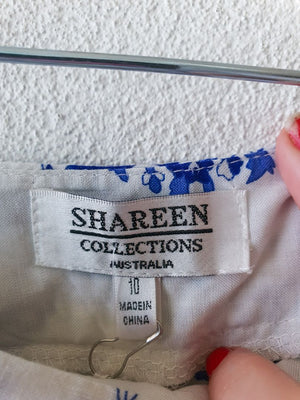 SHAREEN
COLLECTIONS
AUSTRALIA
10
MADE IN
CHINA